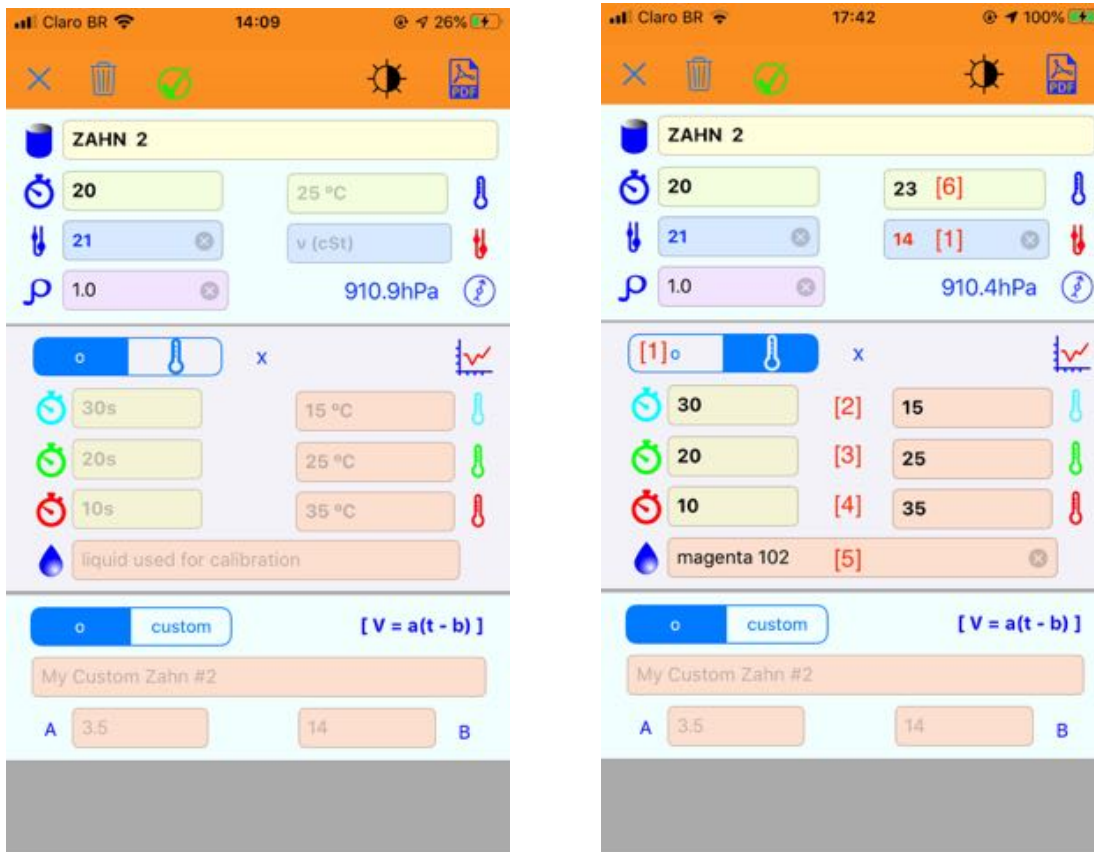 Claro BR 14:09 26%
PDF
ZAHN 2
20 25 ºC
21 ν (cSt)
1.0 910.9hPa
o x
30s 15 ºC
20s 25 ºC
10s 35 ºC
liquid used for calibration
o custom [ V = a(t - b) ]
My Custom Zahn #2
A 3.5 14 B
Claro BR 17:42 100%
PDF
ZAHN 2
20 23 [6]
21 14 [1]
1.0 910.4hPa
[1] o x
30 [2] 15
20 [3] 25
10 [4] 35
magenta 102 [5]
o custom [ V = a(t - b) ]
My Custom Zahn #2
A 3.5 14 B